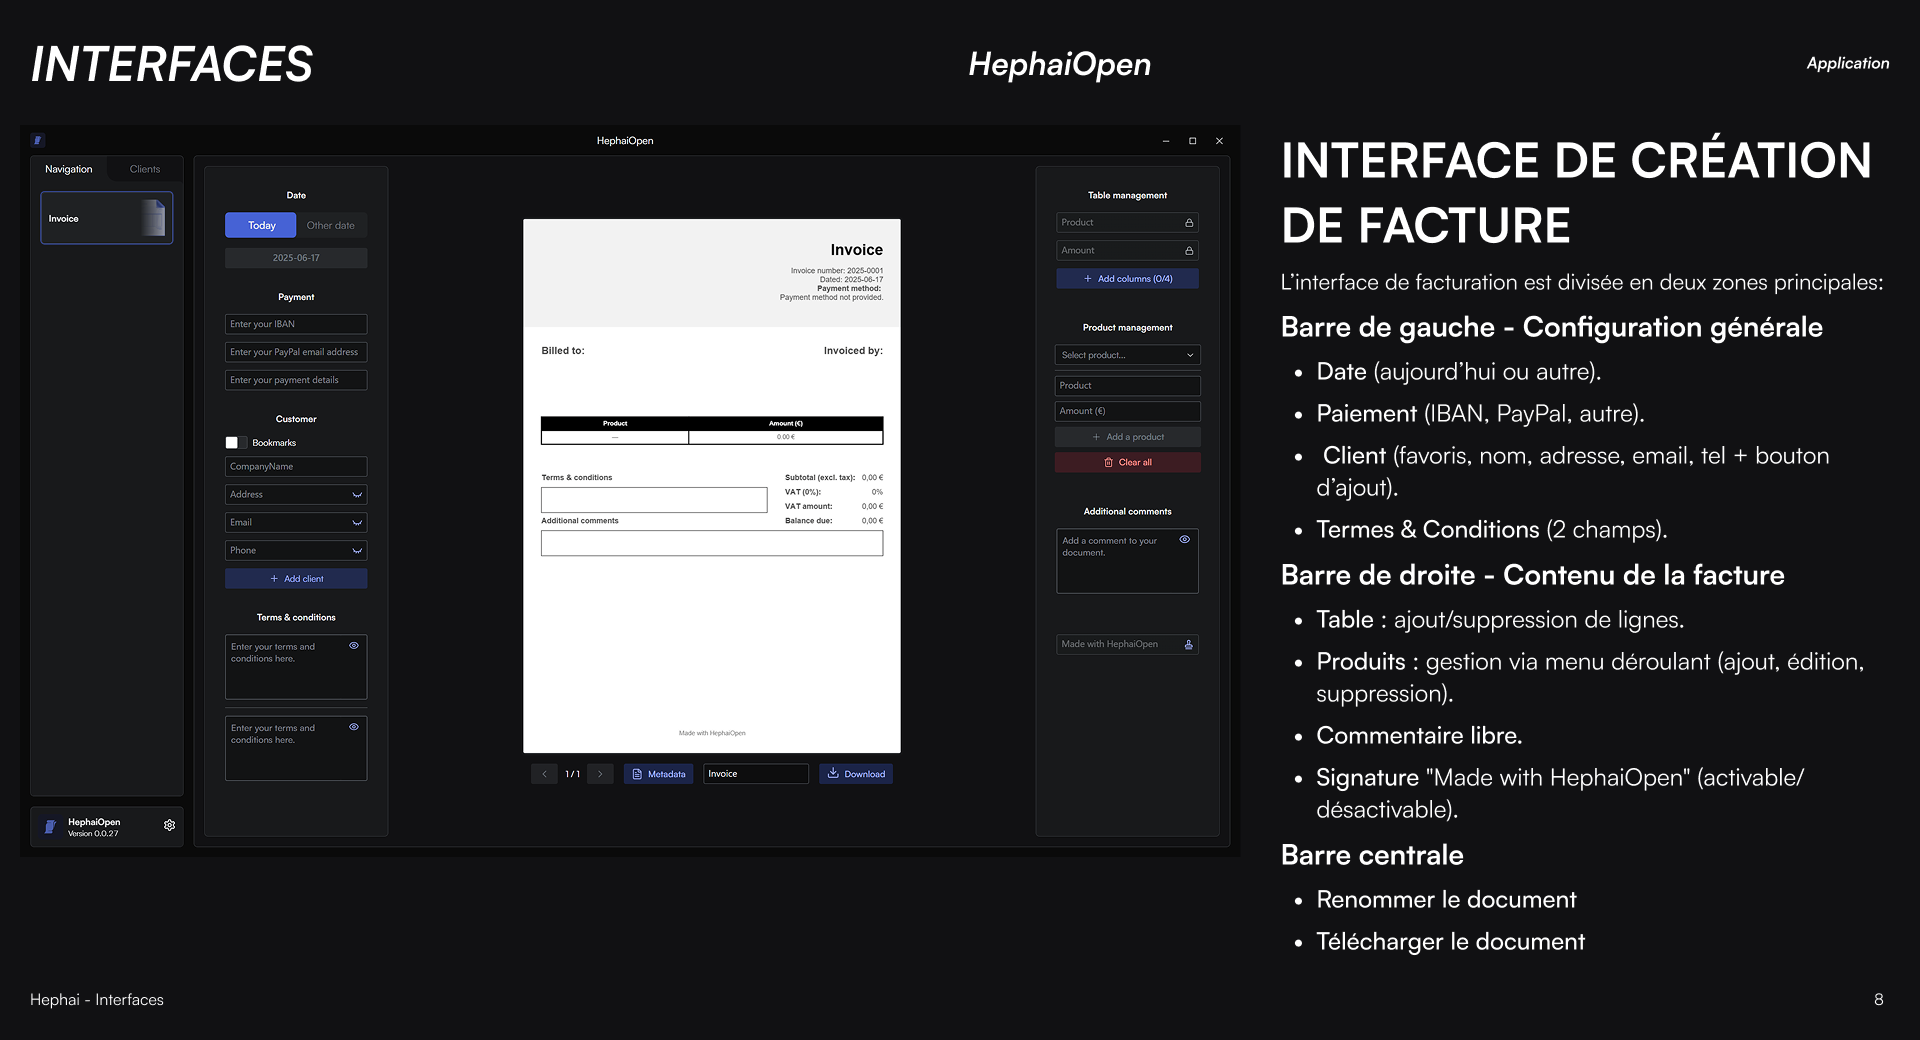 INTERFACES
HephaiOpen
Application
HephaiOpen
Navigation
Clients
Invoice
HephaiOpen
Version 0.0.27
Date
Today
Other date
2025-06-17
Payment
Enter your IBAN
Enter your PayPal email address
Enter your payment details
Customer
Bookmarks
CompanyName
Address
Email
Phone
+ Add client
Terms & conditions
Enter your terms and
conditions here.
Enter your terms and
conditions here.
Invoice
Invoice number: 2025-0001
Dated: 2025-06-17
Payment method:
Payment method not provided.
Billed to:
Invoiced by:
Product
Amount (€)
—
0.00 €
Terms & conditions
Additional comments
Subtotal (excl. tax): 0,00 €
VAT (0%): 0%
VAT amount: 0,00 €
Balance due: 0,00 €
Made with HephaiOpen
1 / 1
Metadata
Invoice
Download
Table management
Product
Amount
+ Add columns (0/4)
Product management
Select product...
Product
Amount (€)
+ Add a product
Clear all
Additional comments
Add a comment to your
document.
Made with HephaiOpen
INTERFACE DE CRÉATION
DE FACTURE
L’interface de facturation est divisée en deux zones principales:
Barre de gauche - Configuration générale
• Date (aujourd’hui ou autre).
• Paiement (IBAN, PayPal, autre).
• Client (favoris, nom, adresse, email, tel + bouton
d’ajout).
• Termes & Conditions (2 champs).
Barre de droite - Contenu de la facture
• Table : ajout/suppression de lignes.
• Produits : gestion via menu déroulant (ajout, édition,
suppression).
• Commentaire libre.
• Signature "Made with HephaiOpen" (activable/
désactivable).
Barre centrale
• Renommer le document
• Télécharger le document
Hephai - Interfaces
8